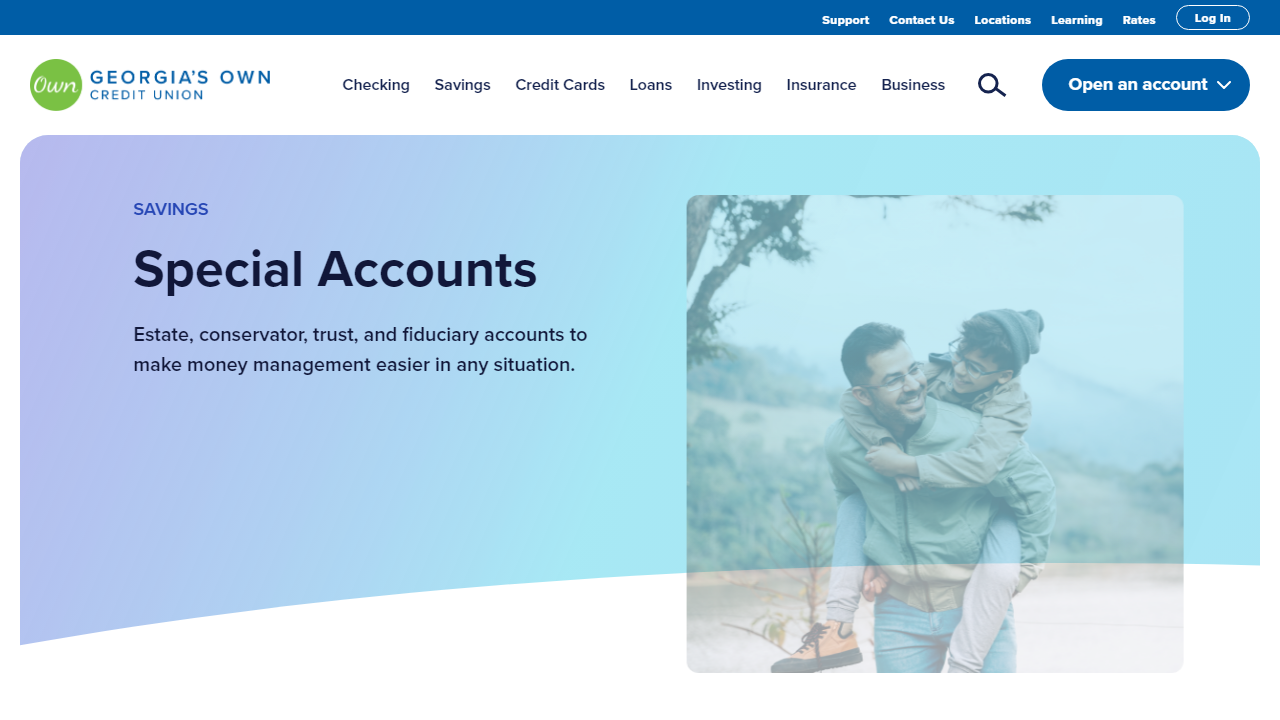 Support Contact Us Locations Learning Rates Log In
Own GEORGIA'S OWN
CREDIT UNION
Checking Savings Credit Cards Loans Investing Insurance Business Open an account
SAVINGS
Special Accounts
Estate, conservator, trust, and fiduciary accounts to
make money management easier in any situation.